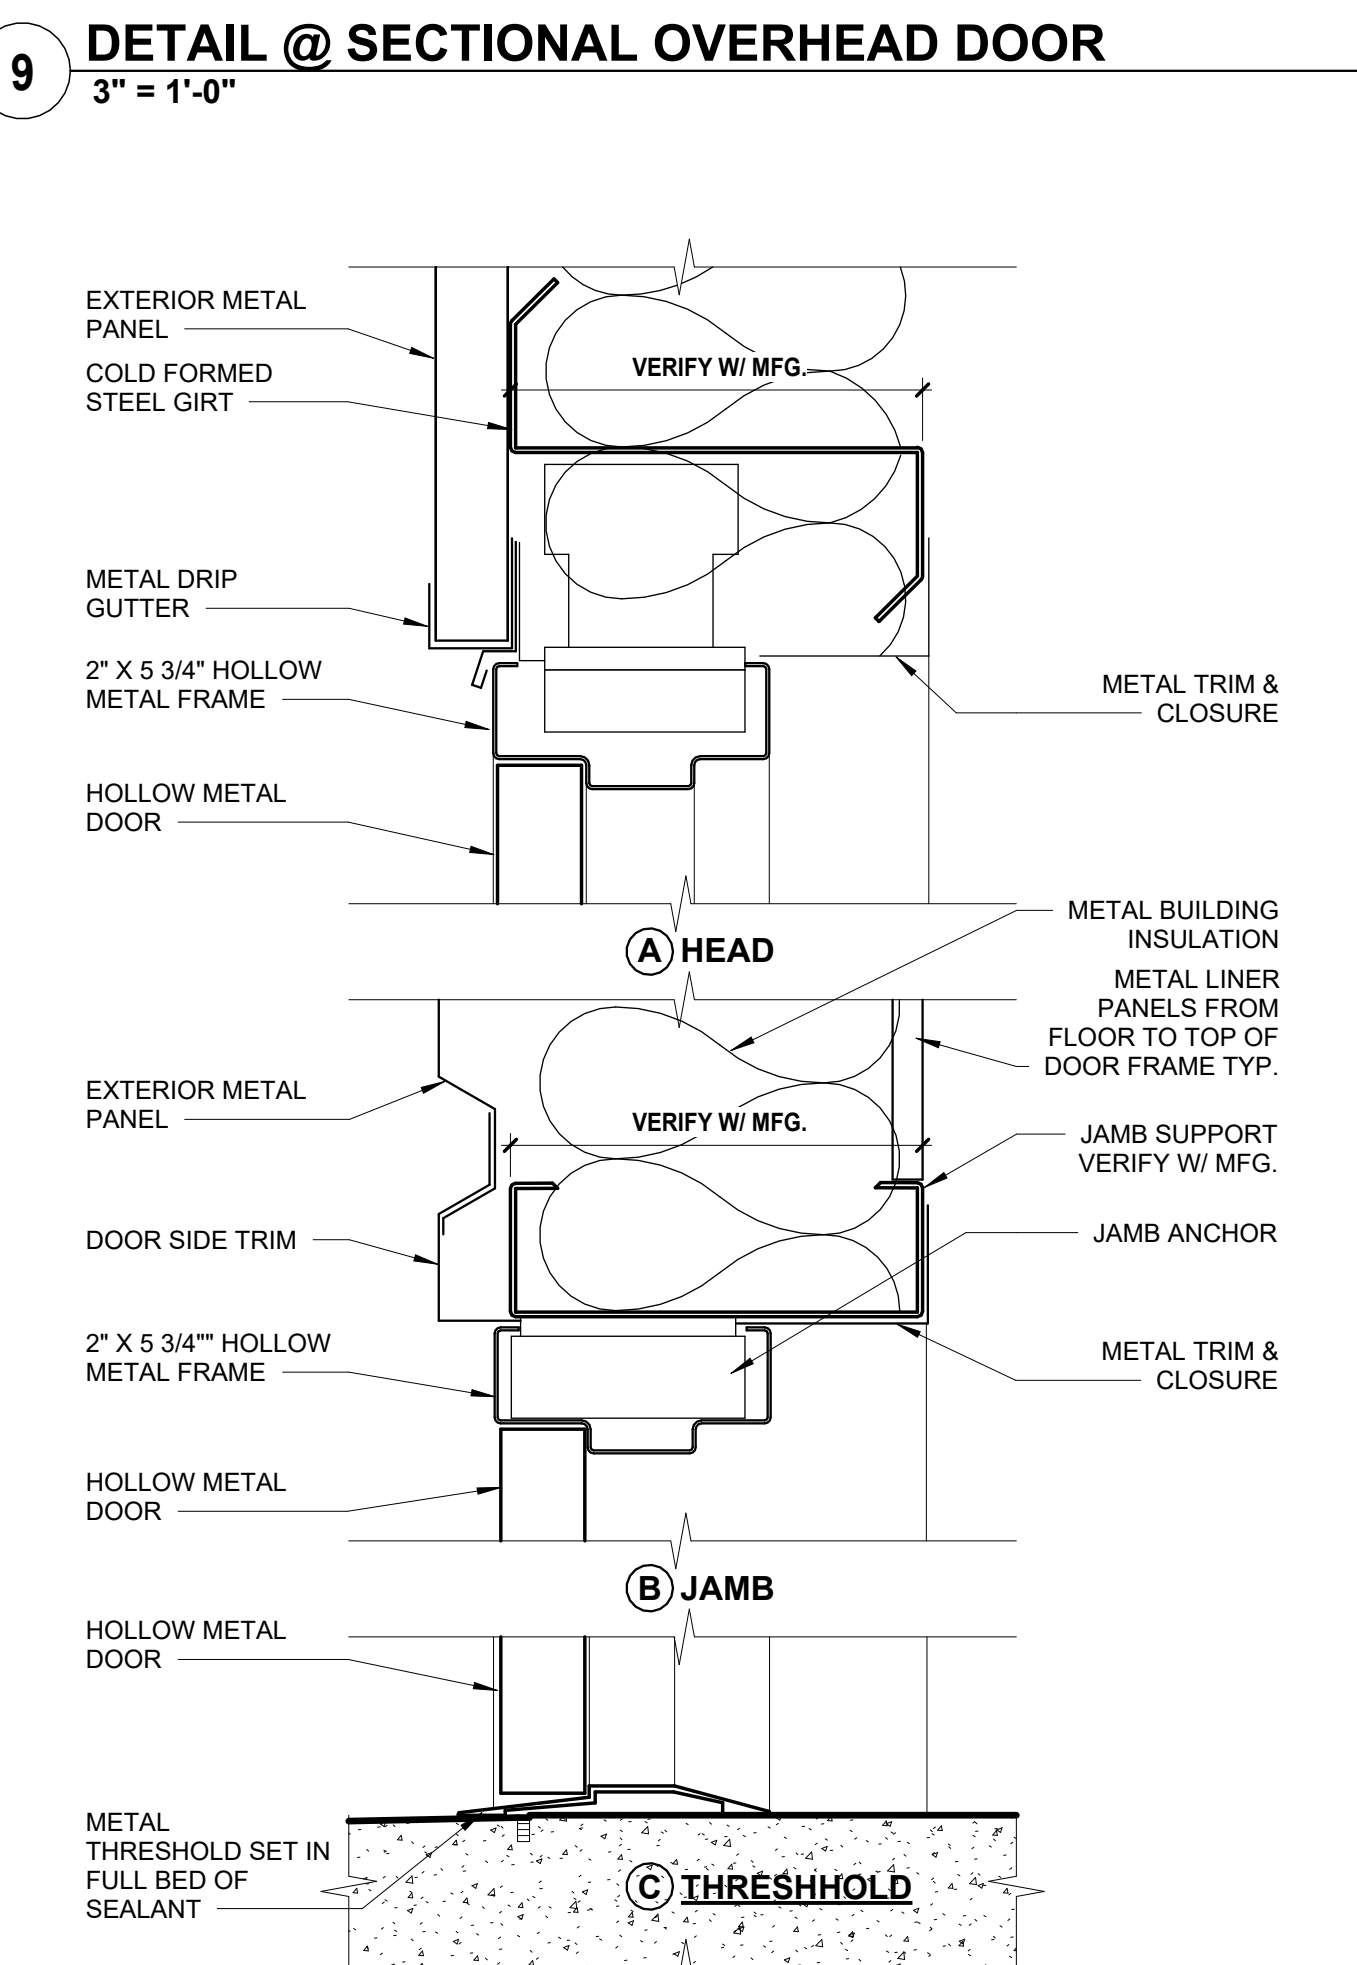 9
DETAIL @ SECTIONAL OVERHEAD DOOR
3" = 1'-0"
EXTERIOR METAL
PANEL
COLD FORMED
STEEL GIRT
VERIFY W/ MFG.
METAL DRIP
GUTTER
2" X 5 3/4" HOLLOW
METAL FRAME
METAL TRIM &
CLOSURE
HOLLOW METAL
DOOR
A HEAD
METAL BUILDING
INSULATION
METAL LINER
PANELS FROM
FLOOR TO TOP OF
DOOR FRAME TYP.
EXTERIOR METAL
PANEL
VERIFY W/ MFG.
JAMB SUPPORT
VERIFY W/ MFG.
DOOR SIDE TRIM
JAMB ANCHOR
2" X 5 3/4"" HOLLOW
METAL FRAME
METAL TRIM &
CLOSURE
HOLLOW METAL
DOOR
B JAMB
HOLLOW METAL
DOOR
METAL
THRESHOLD SET IN
FULL BED OF
SEALANT
C THRESHHOLD